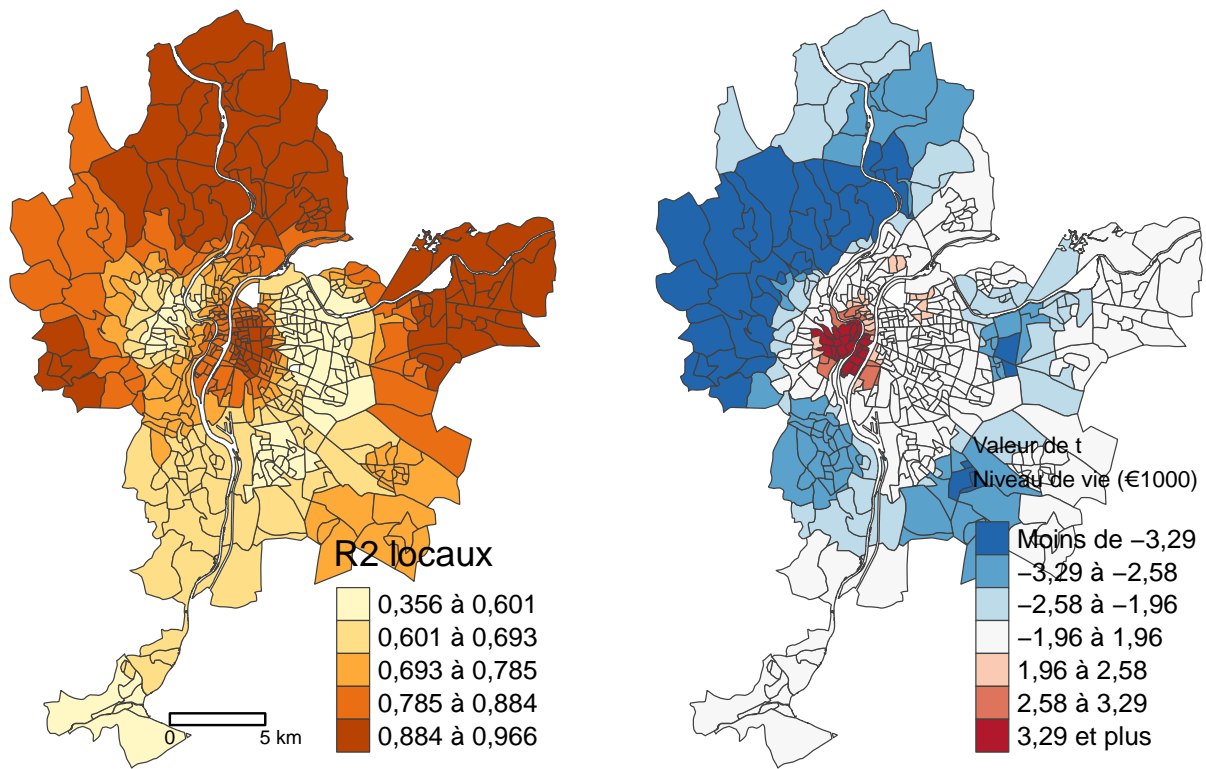 R2 locaux
0,356 à 0,601
0,601 à 0,693
0,693 à 0,785
0,785 à 0,884
0,884 à 0,966
0 5 km
Valeur de t
Niveau de vie (€1000)
Moins de −3,29
−3,29 à −2,58
−2,58 à −1,96
−1,96 à 1,96
1,96 à 2,58
2,58 à 3,29
3,29 et plus